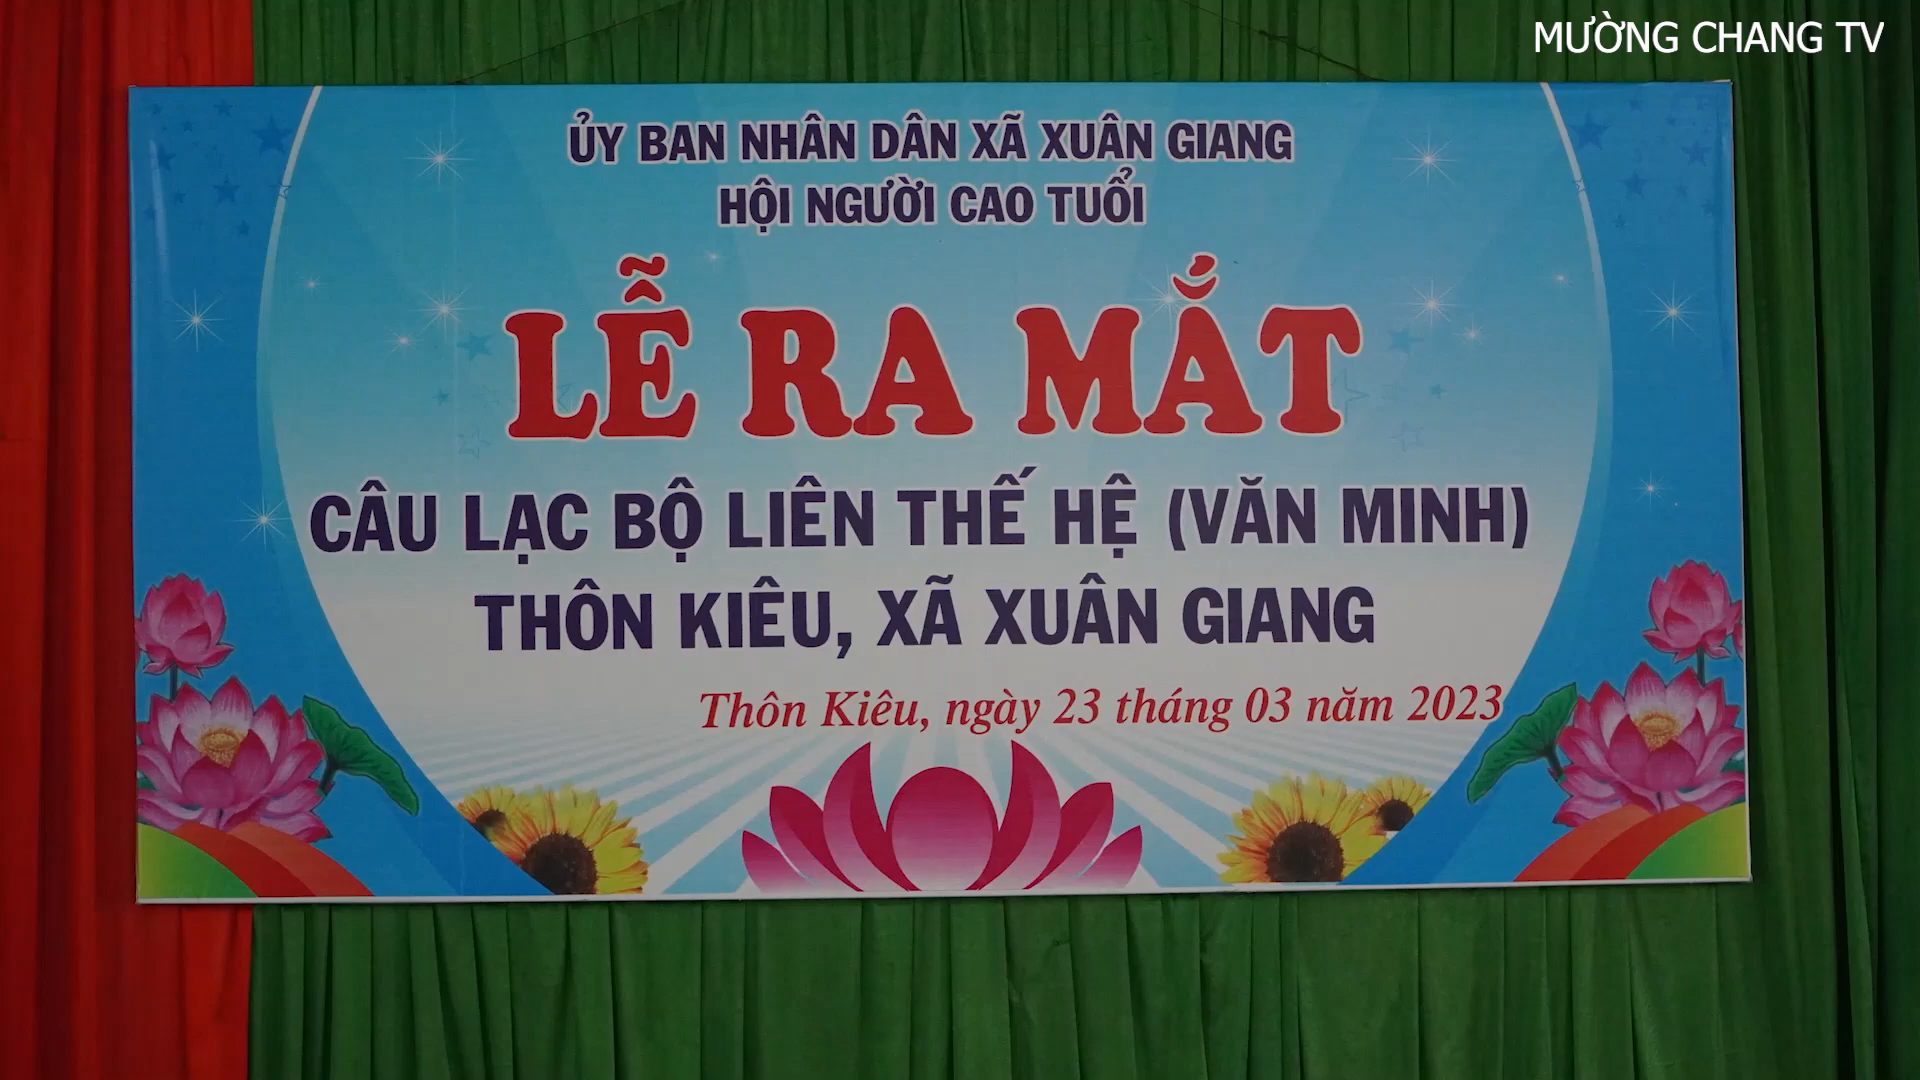 MƯỜNG CHANG TV
ỦY BAN NHÂN DÂN XÃ XUÂN GIANG
HỘI NGƯỜI CAO TUỔI
LỄ RA MẮT
CÂU LẠC BỘ LIÊN THẾ HỆ (VĂN MINH)
THÔN KIÊU, XÃ XUÂN GIANG
Thôn Kiêu, ngày 23 tháng 03 năm 2023